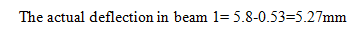 The actual deflection in beam 1= 5.8-0.53=5.27mm